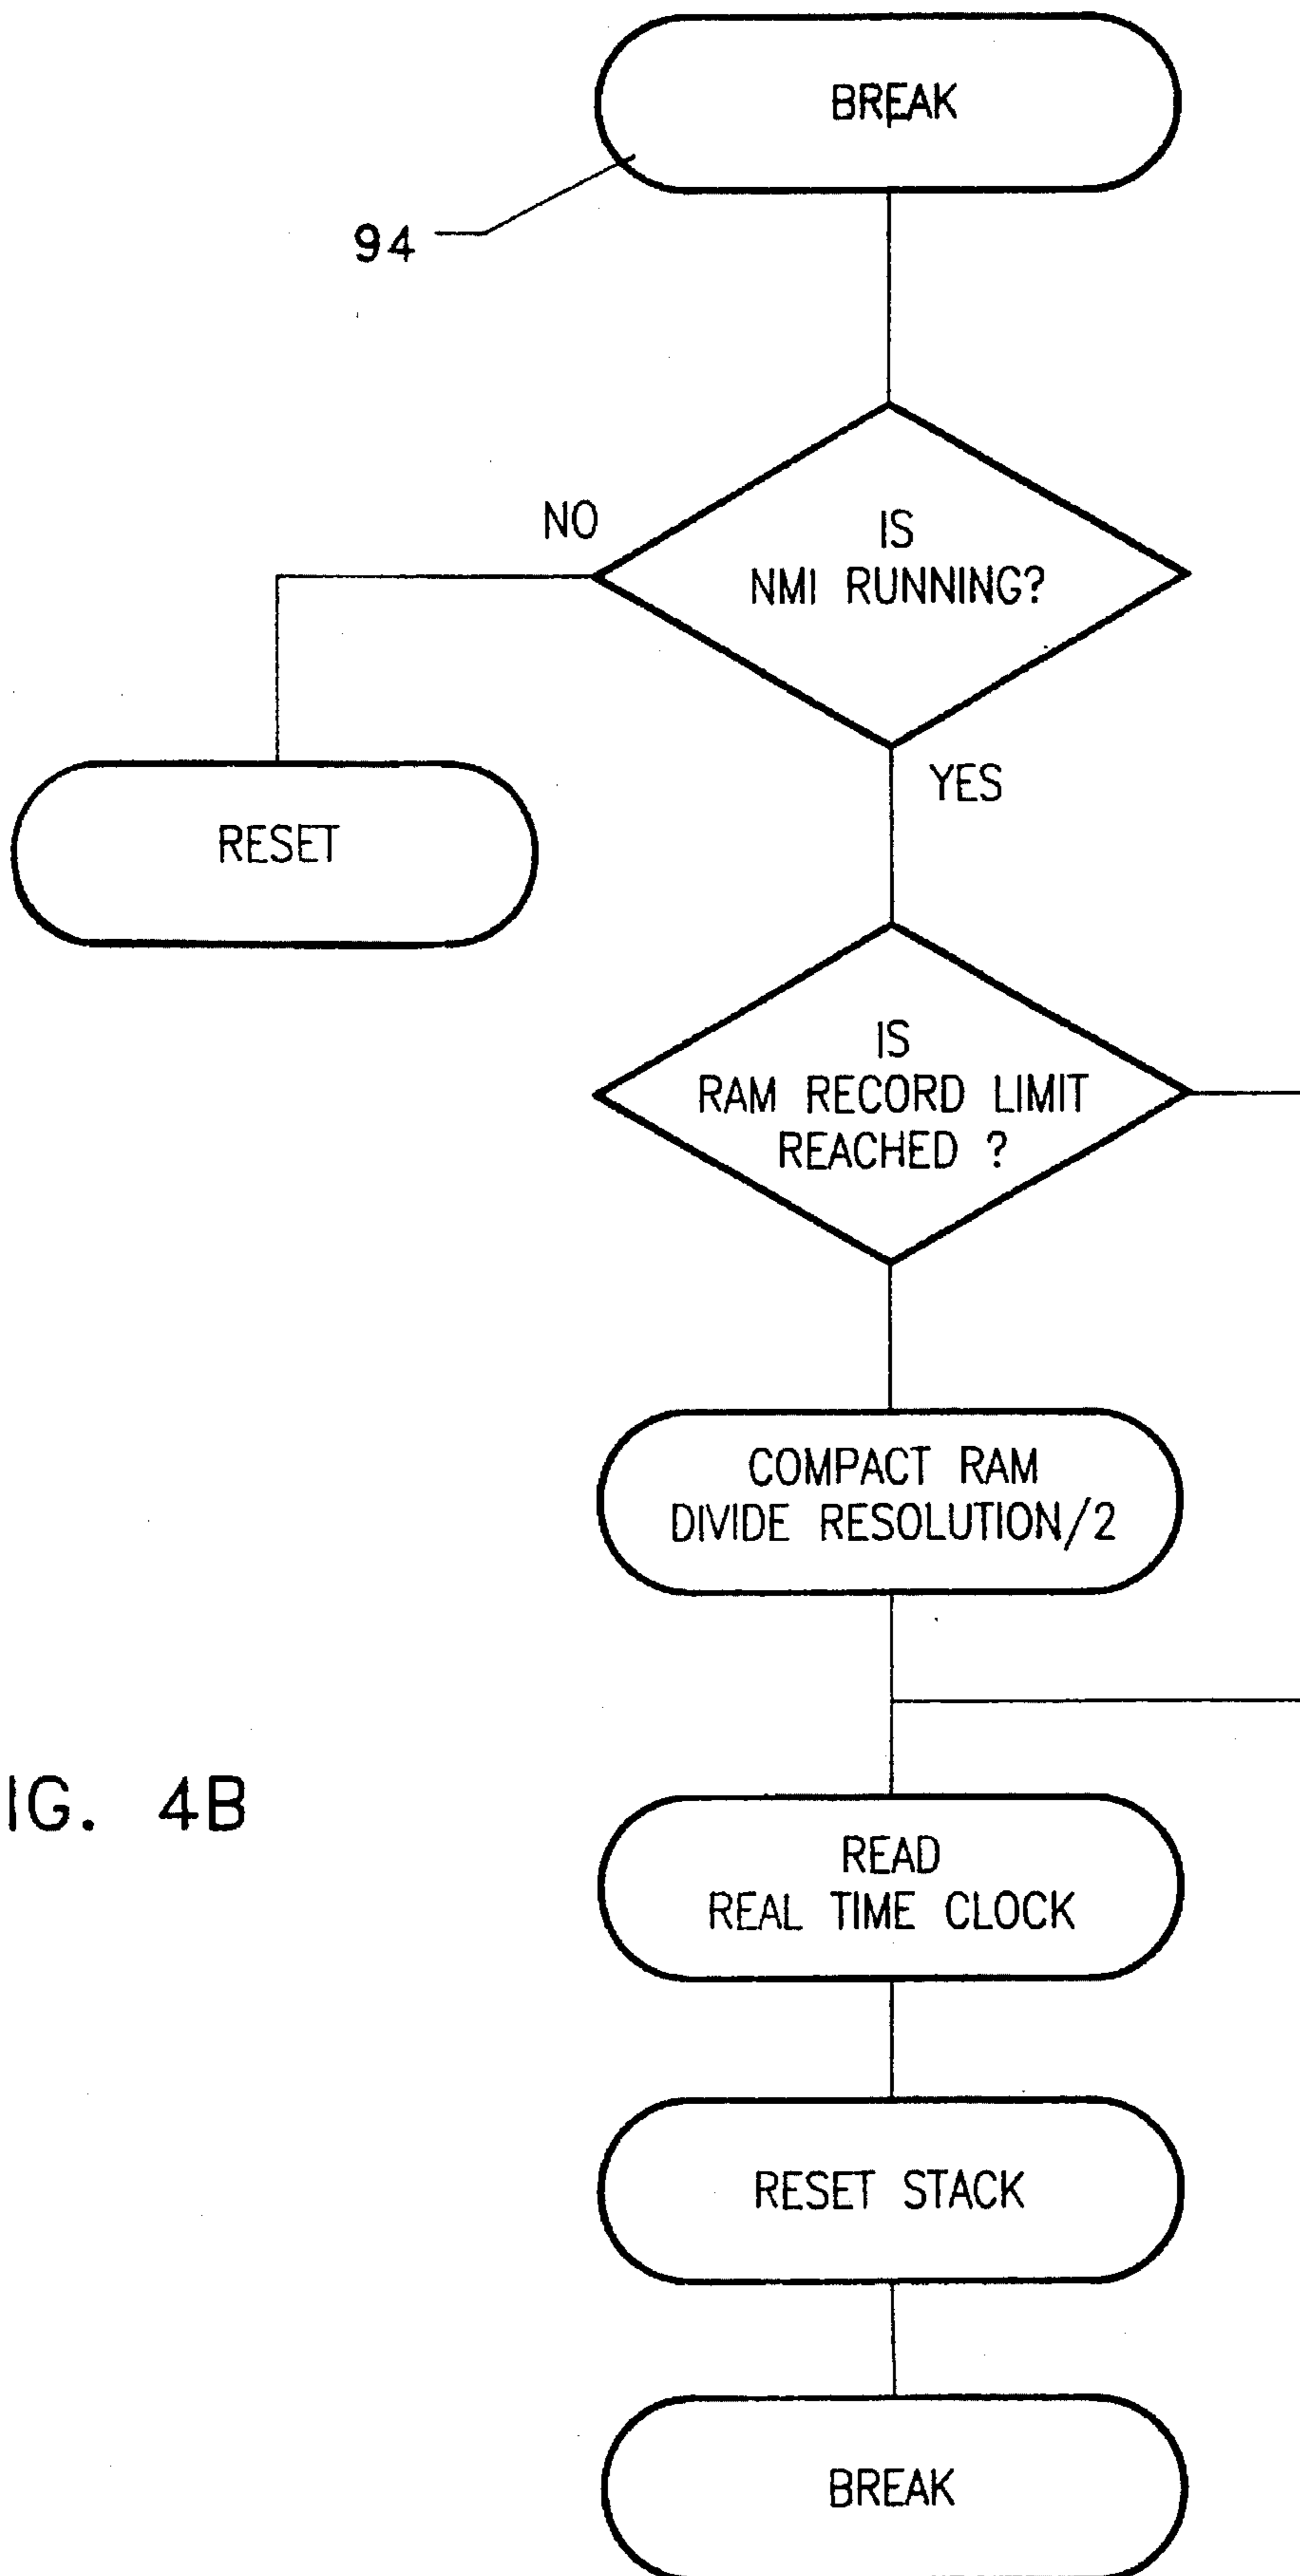 BREAK
94
NO
IS
NMI RUNNING?
YES
RESET
IS
RAM RECORD LIMIT
REACHED ?
COMPACT RAM
DIVIDE RESOLUTION/2
IG. 4B
READ
REAL TIME CLOCK
RESET STACK
BREAK